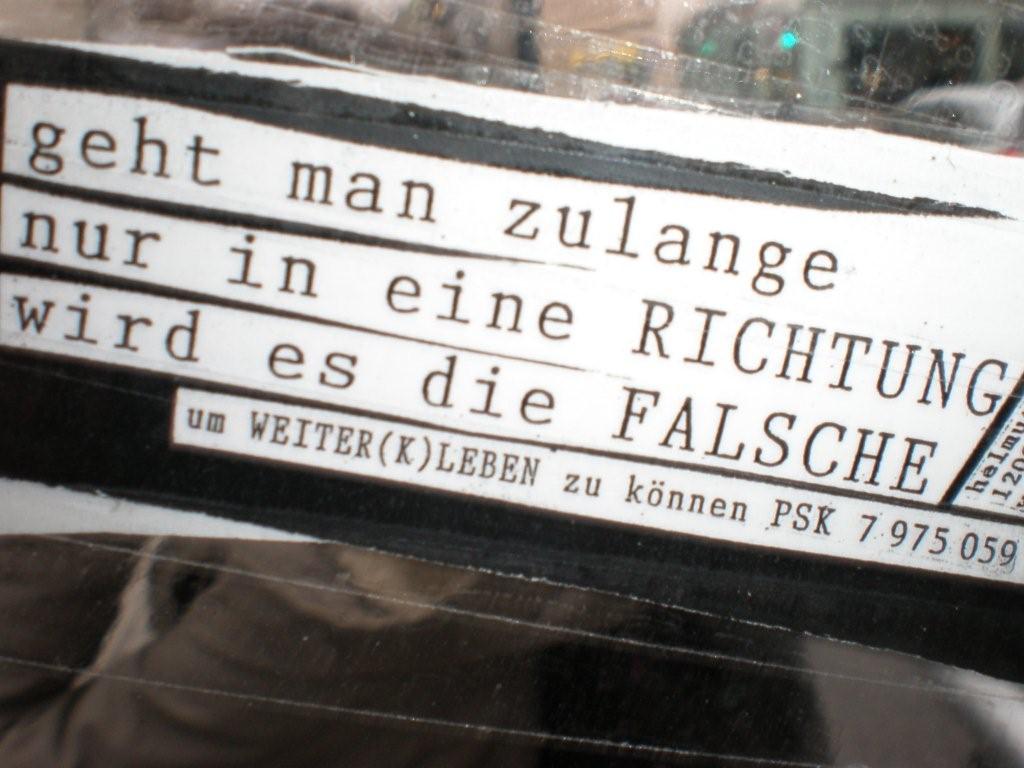 geht man zulange
nur in eine RICHTUNG
wird es die FALSCHE
um WEITER(K)LEBEN zu können PSK 7 975 059